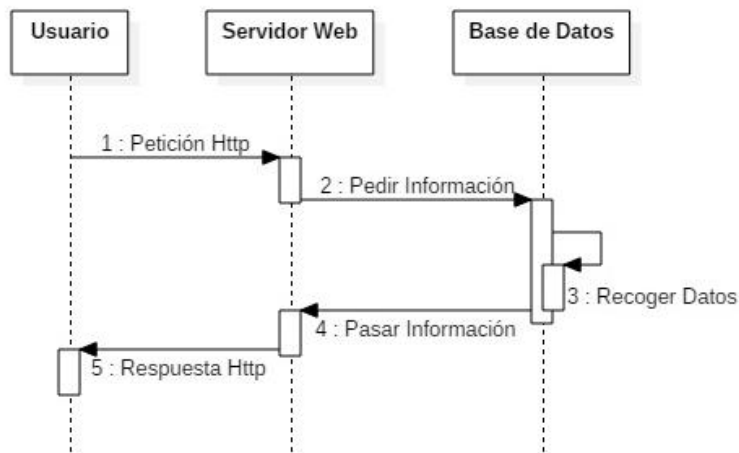 Usuario
Servidor Web
Base de Datos
1 : Petición Http
2 : Pedir Información
3 : Recoger Datos
4 : Pasar Información
5 : Respuesta Http